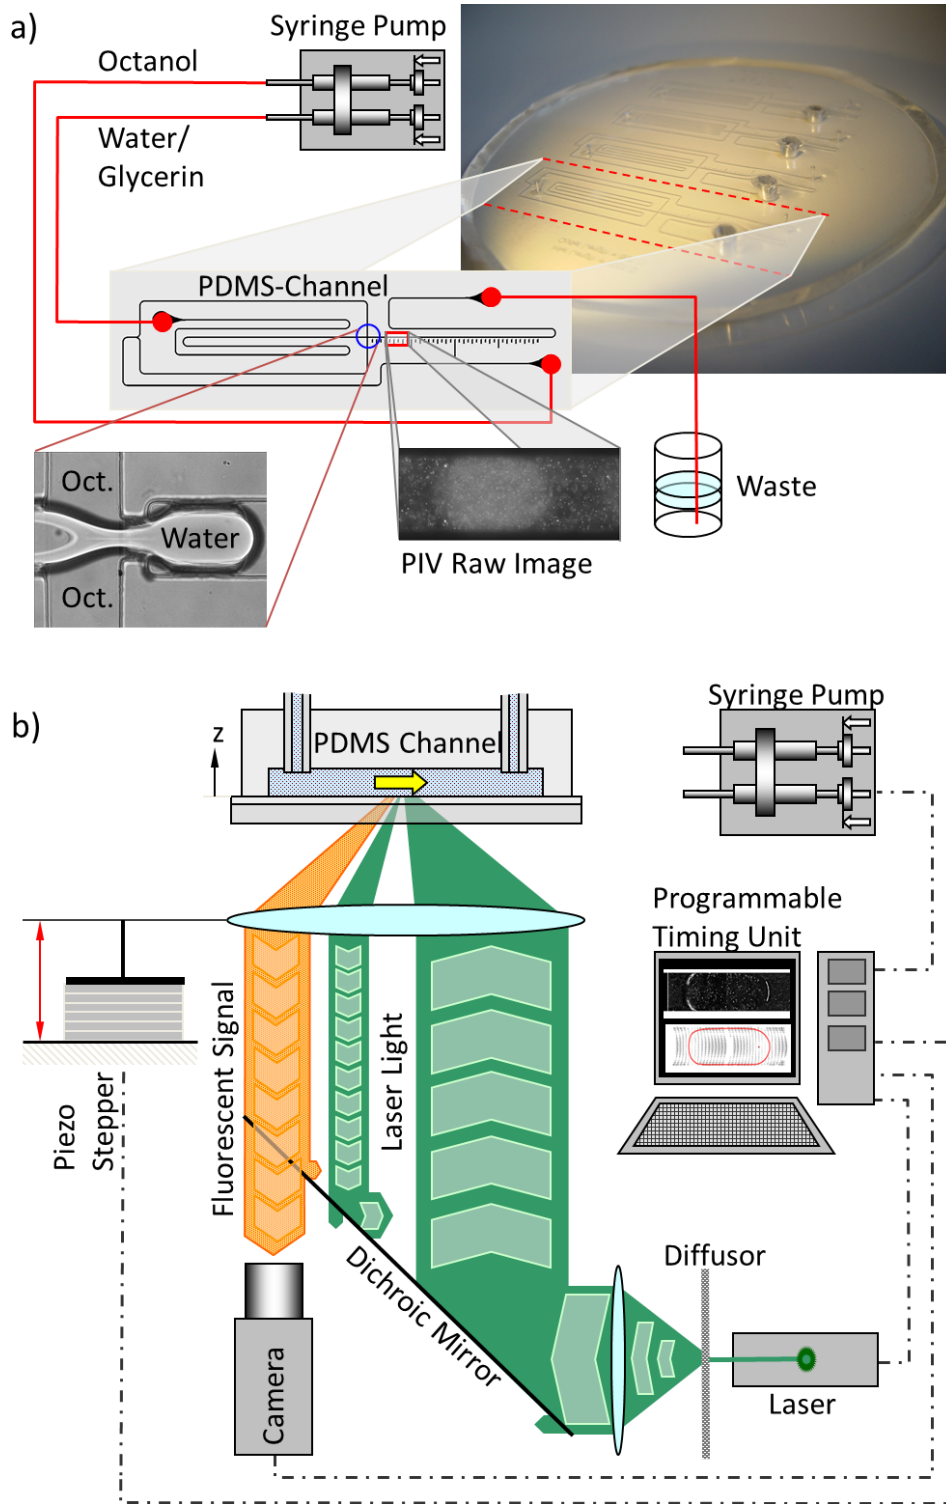 a)
Syringe Pump
Octanol
Water/
Glycerin
PDMS-Channel
Oct.
Water
Oct.
PIV Raw Image
Waste
b)
z
PDMS Channel
Syringe Pump
Programmable
Timing Unit
Fluorescent Signal
Laser Light
Piezo
Stepper
Dichroic Mirror
Diffusor
Laser
Camera